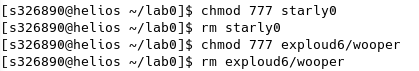 [s326890@helios ~/lab0]$ chmod 777 starly0
[s326890@helios ~/lab0]$ rm starly0
[s326890@helios ~/lab0]$ chmod 777 exploud6/wooper
[s326890@helios ~/lab0]$ rm exploud6/wooper